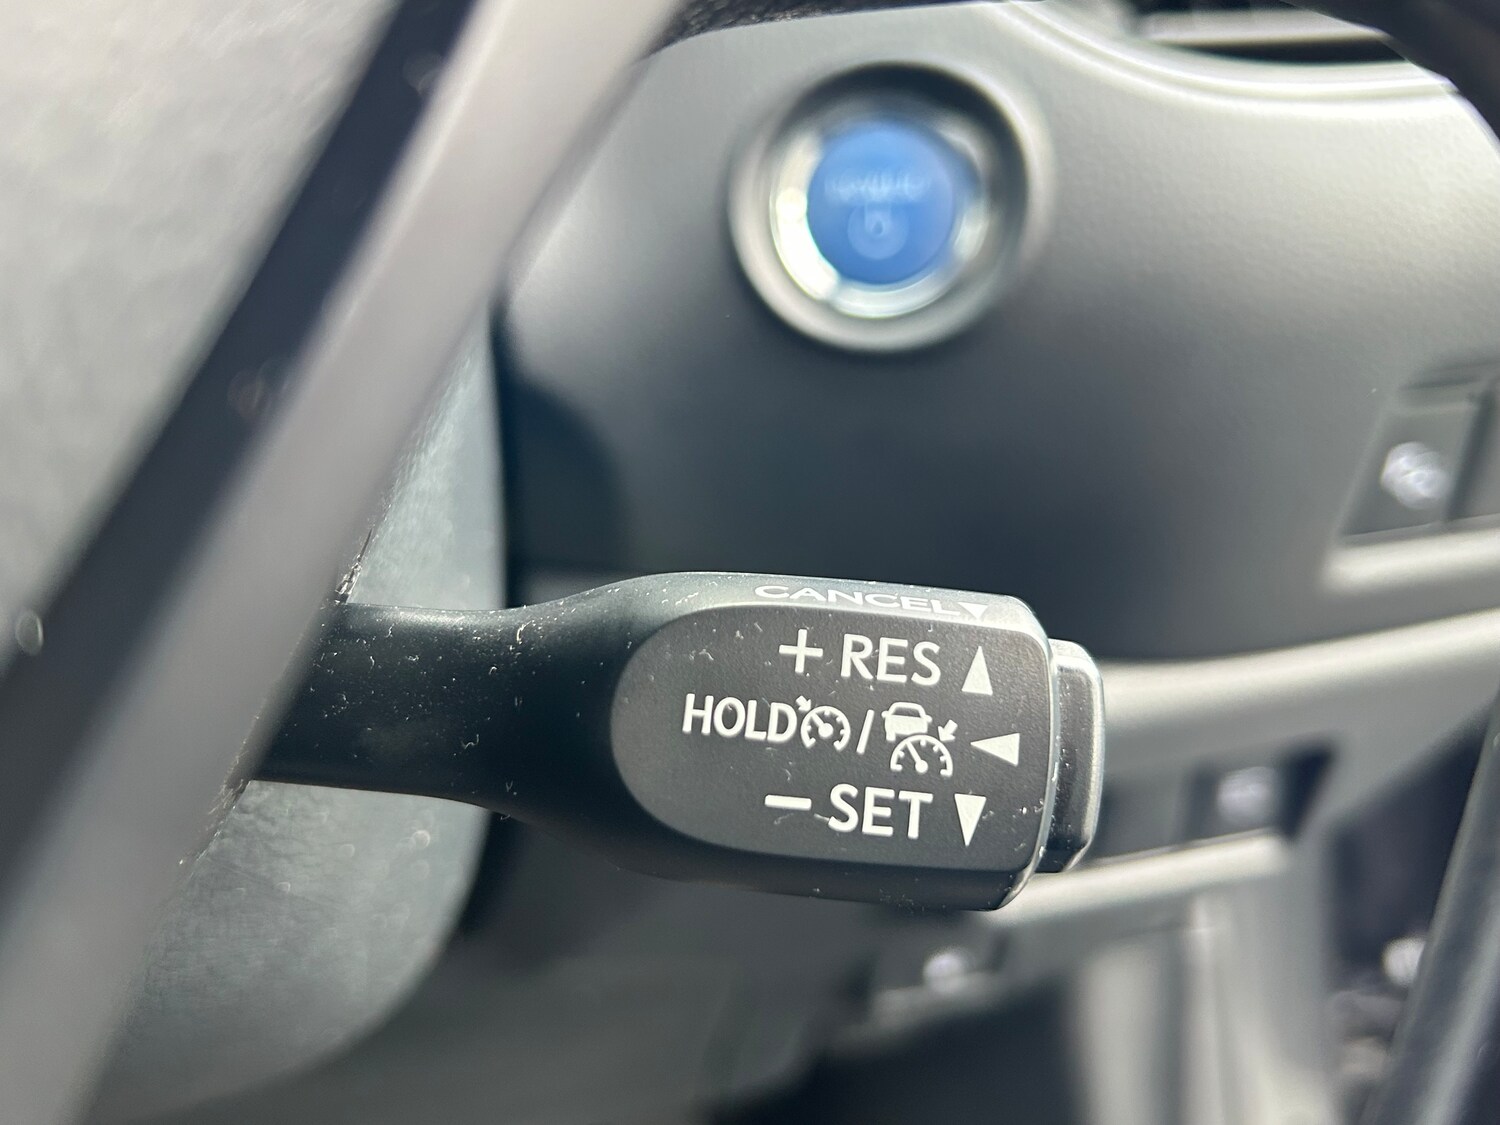 CANCEL
+ RES
HOLD /
- SET